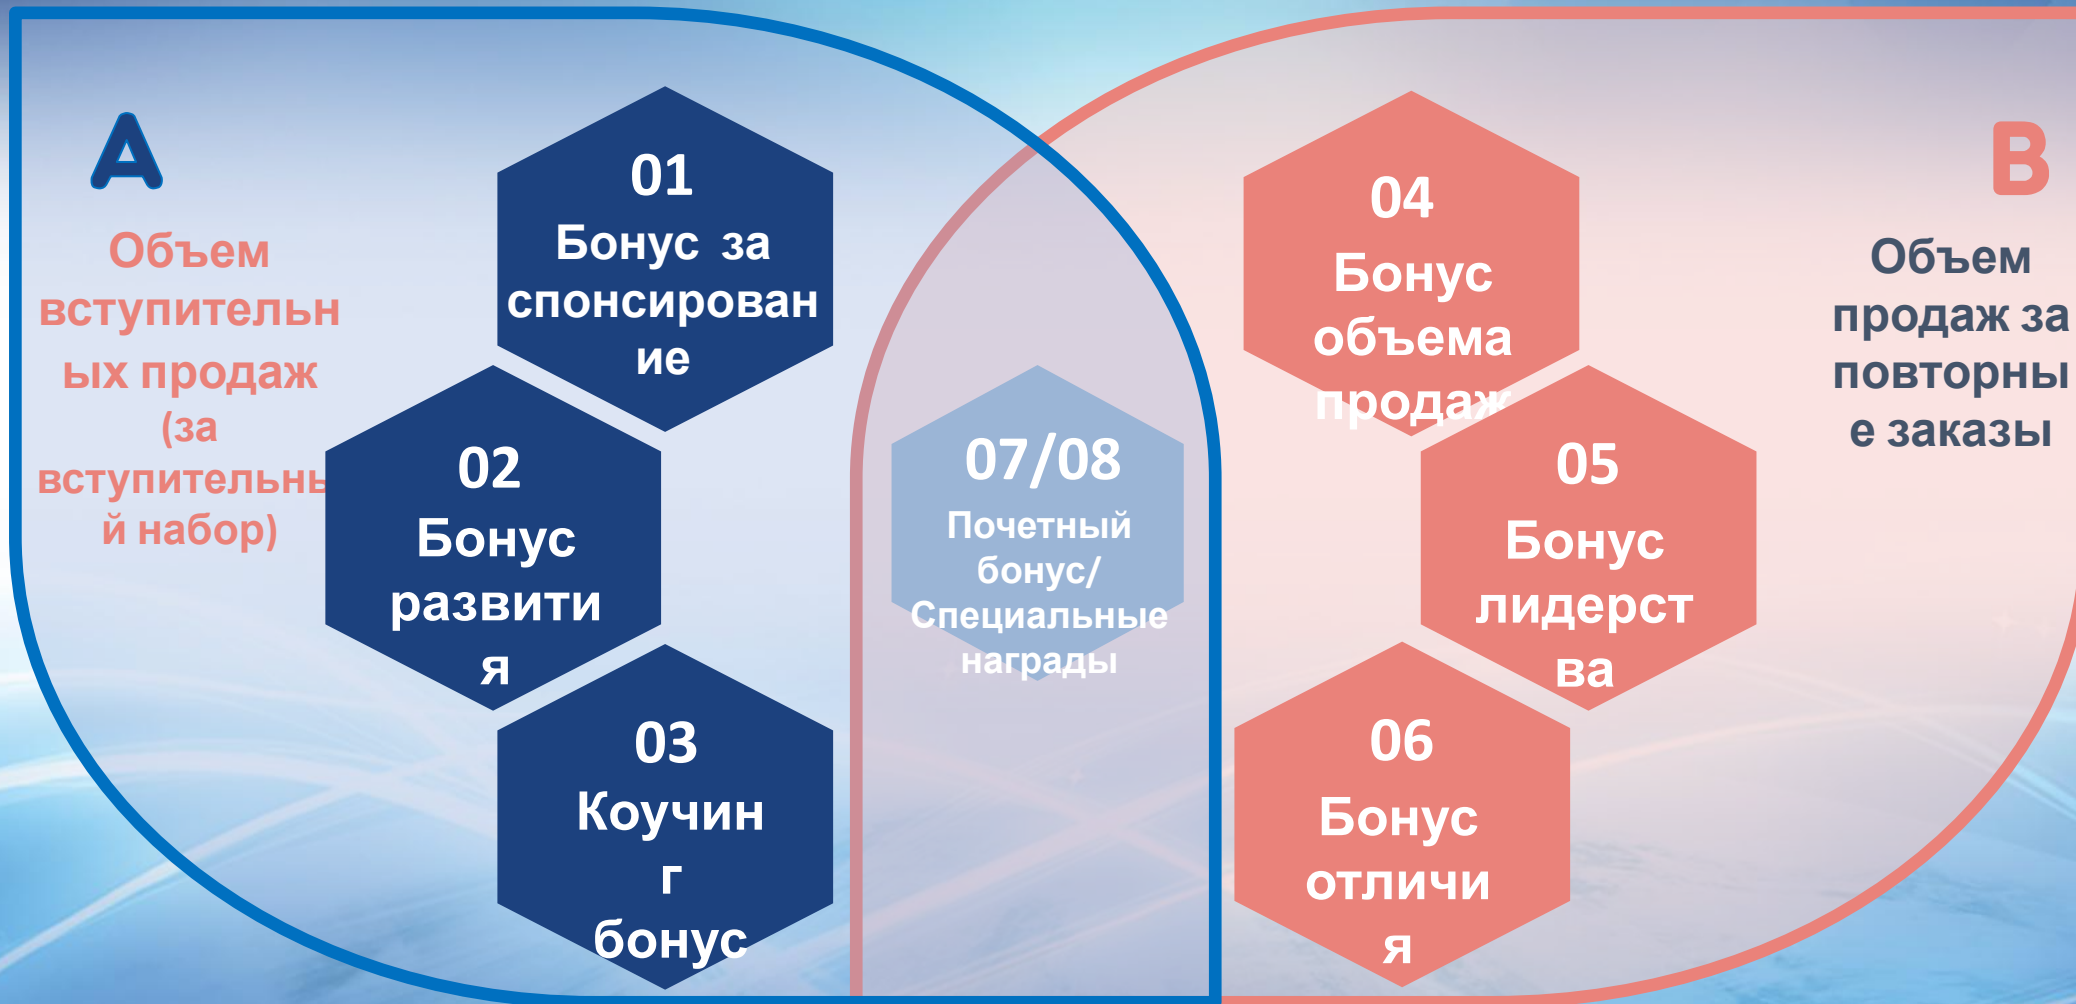 A
Объем
вступительн
ых продаж
(за
вступительны
й набор)
01
Бонус за
спонсирован
ие
02
Бонус
развити
я
03
Коучин
г
бонус
07/08
Почетный
бонус/
Специальные
награды
04
Бонус
объема
продаж
05
Бонус
лидерст
ва
06
Бонус
отличи
я
B
Объем
продаж за
повторны
е заказы